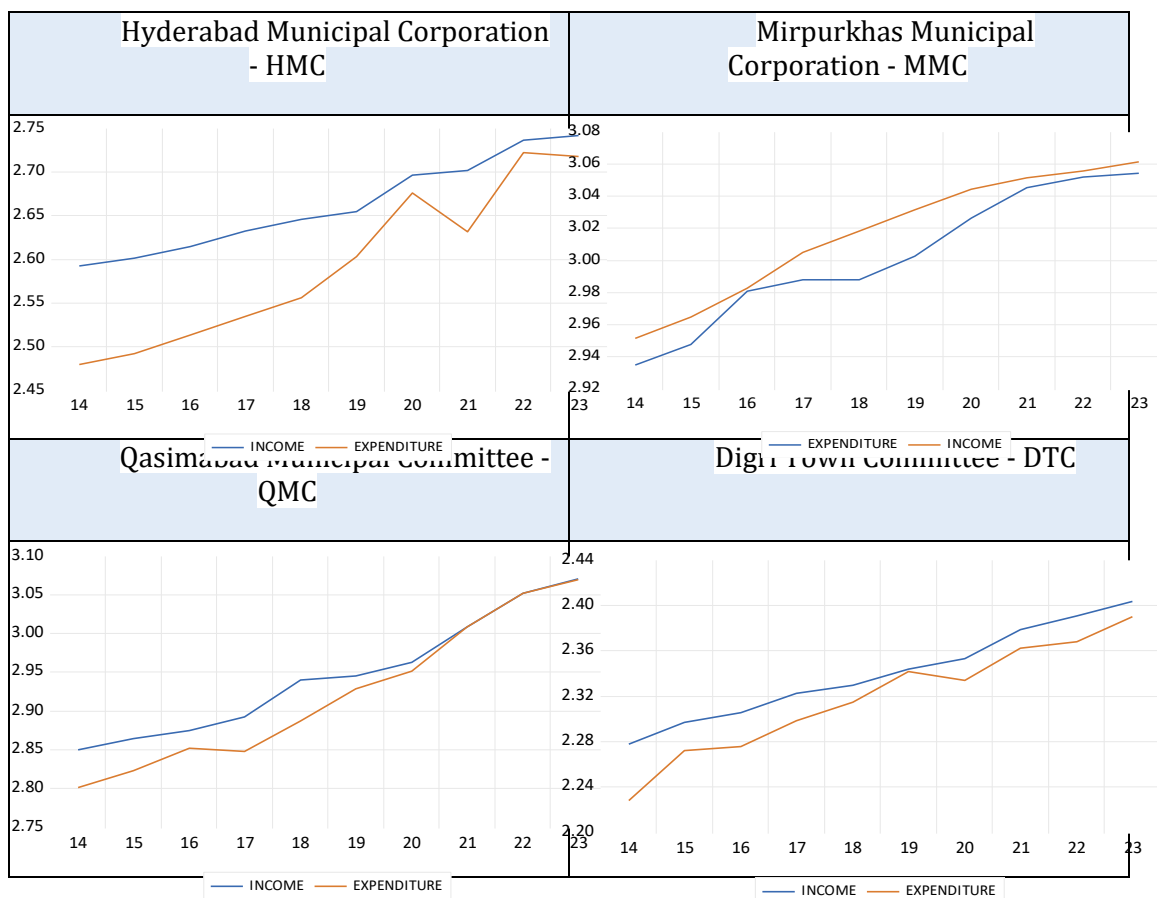 Hyderabad Municipal Corporation
- HMC
Mirpurkhas Municipal
Corporation - MMC
2.75
2.70
2.65
2.60
2.55
2.50
2.45
14 15 16 17 18 19 20 21 22 23
INCOME EXPENDITURE
3.08
3.06
3.04
3.02
3.00
2.98
2.96
2.94
2.92
14 15 16 17 18 19 20 21 22 23
EXPENDITURE INCOME
Qasimabad Municipal Committee -
QMC
Digri Town Committee - DTC
3.10
3.05
3.00
2.95
2.90
2.85
2.80
2.75
14 15 16 17 18 19 20 21 22 23
INCOME EXPENDITURE
2.44
2.40
2.36
2.32
2.28
2.24
2.20
14 15 16 17 18 19 20 21 22 23
INCOME EXPENDITURE